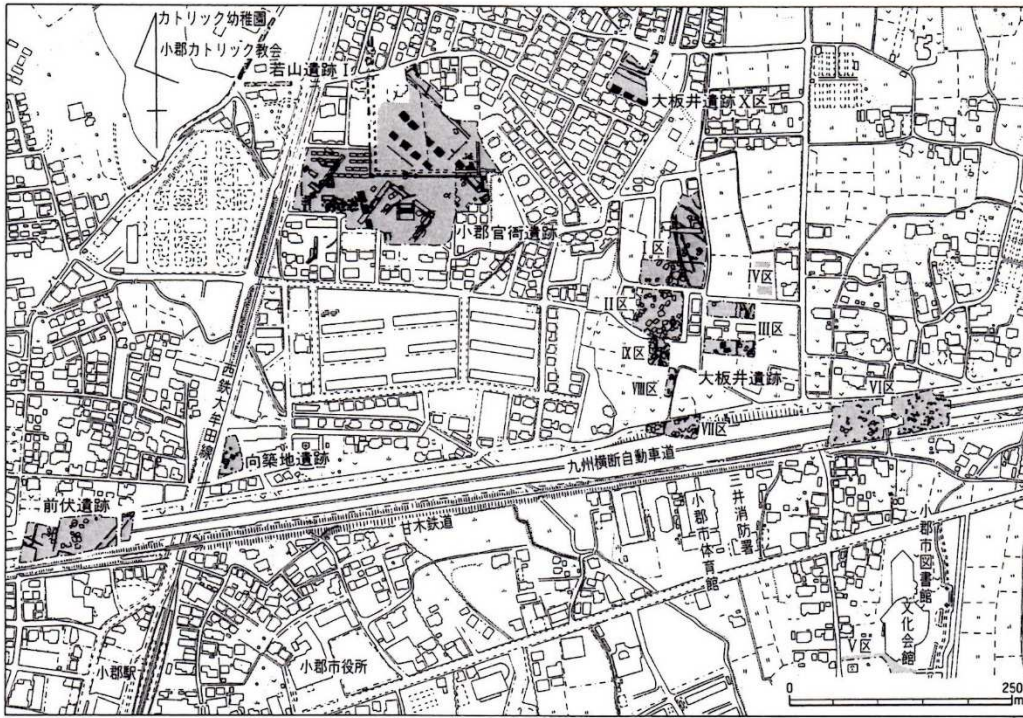 カトリック幼稚園
小郡カトリック教会
若山遺跡Ⅰ
大板井遺跡Ⅹ区
小郡官衙遺跡
Ⅰ区
Ⅳ区
Ⅱ区
Ⅲ区
Ⅸ区
Ⅷ区
大板井遺跡
Ⅵ区
Ⅶ区
西鉄大牟田線
向築地遺跡
九州横断自動車道
前伏遺跡
甘木鉄道
小郡市体育館
三井消防署
小郡市図書館
文化会館
Ⅴ区
小郡駅
小郡市役所
0 250
m